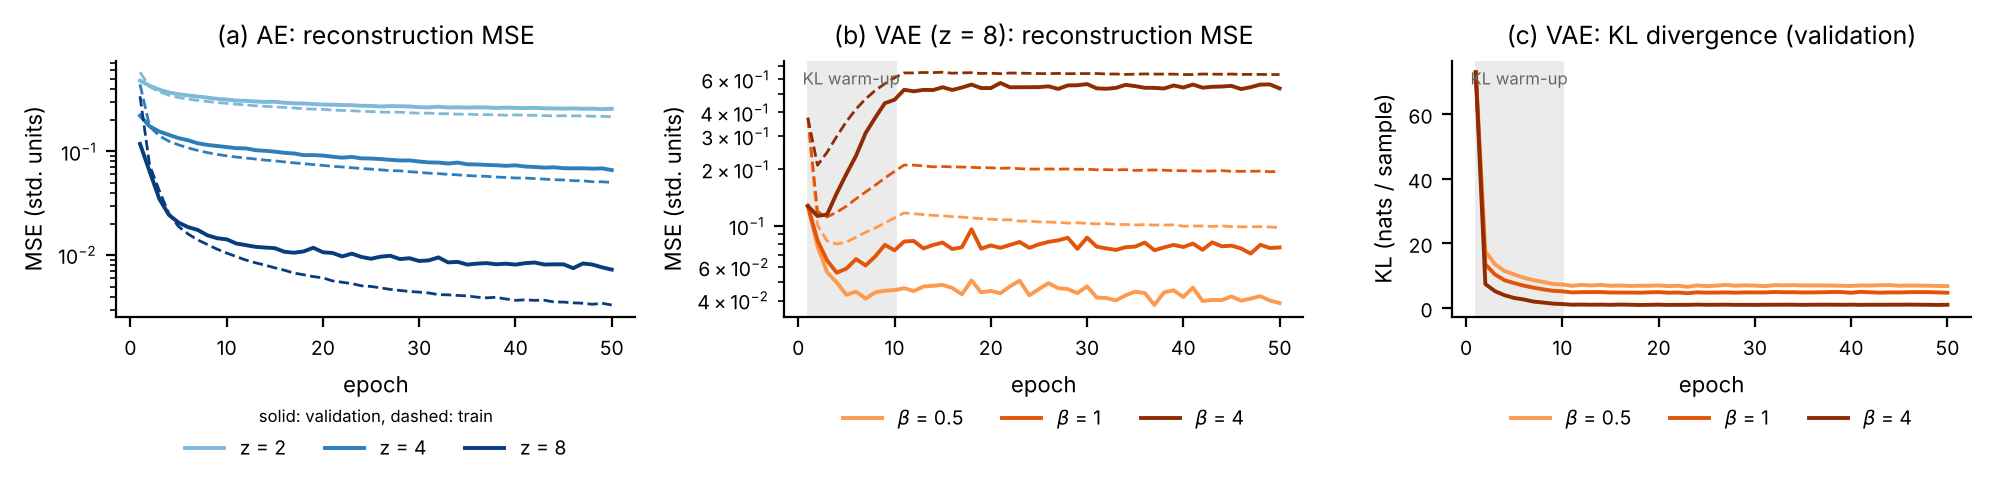 (a) AE: reconstruction MSE
MSE (std. units)
10⁻¹
10⁻²
0 10 20 30 40 50
epoch
solid: validation, dashed: train
z = 2 z = 4 z = 8
(b) VAE (z = 8): reconstruction MSE
KL warm-up
MSE (std. units)
6 × 10⁻¹
4 × 10⁻¹
3 × 10⁻¹
2 × 10⁻¹
10⁻¹
6 × 10⁻²
4 × 10⁻²
0 10 20 30 40 50
epoch
β = 0.5 β = 1 β = 4
(c) VAE: KL divergence (validation)
KL warm-up
KL (nats / sample)
60
40
20
0
0 10 20 30 40 50
epoch
β = 0.5 β = 1 β = 4